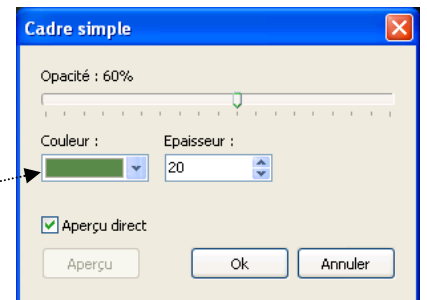 Cadre simple
Opacité : 60%
Couleur : Epaisseur :
20
Aperçu direct
Aperçu Ok Annuler